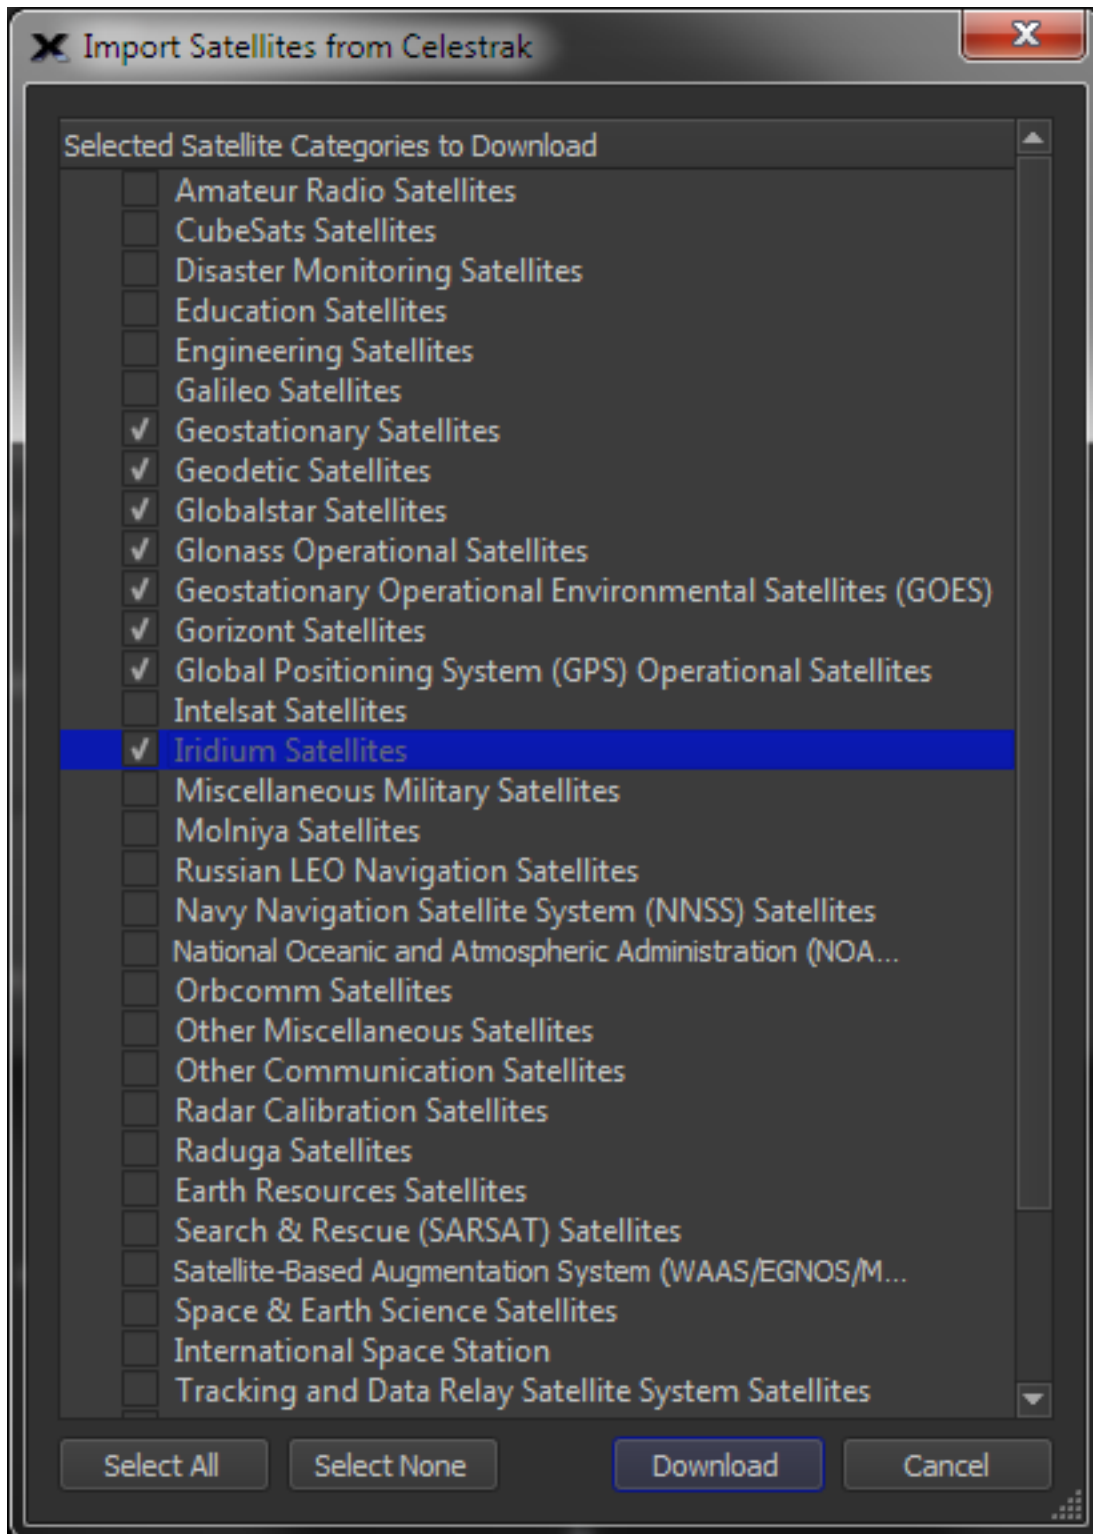 Import Satellites from Celestrak
Selected Satellite Categories to Download
Amateur Radio Satellites
CubeSats Satellites
Disaster Monitoring Satellites
Education Satellites
Engineering Satellites
Galileo Satellites
Geostationary Satellites
Geodetic Satellites
Globalstar Satellites
Glonass Operational Satellites
Geostationary Operational Environmental Satellites (GOES)
Gorizont Satellites
Global Positioning System (GPS) Operational Satellites
Intelsat Satellites
Iridium Satellites
Miscellaneous Military Satellites
Molniya Satellites
Russian LEO Navigation Satellites
Navy Navigation Satellite System (NNSS) Satellites
National Oceanic and Atmospheric Administration (NOA...
Orbcomm Satellites
Other Miscellaneous Satellites
Other Communication Satellites
Radar Calibration Satellites
Raduga Satellites
Earth Resources Satellites
Search & Rescue (SARSAT) Satellites
Satellite-Based Augmentation System (WAAS/EGNOS/M...
Space & Earth Science Satellites
International Space Station
Tracking and Data Relay Satellite System Satellites
Select All Select None Download Cancel